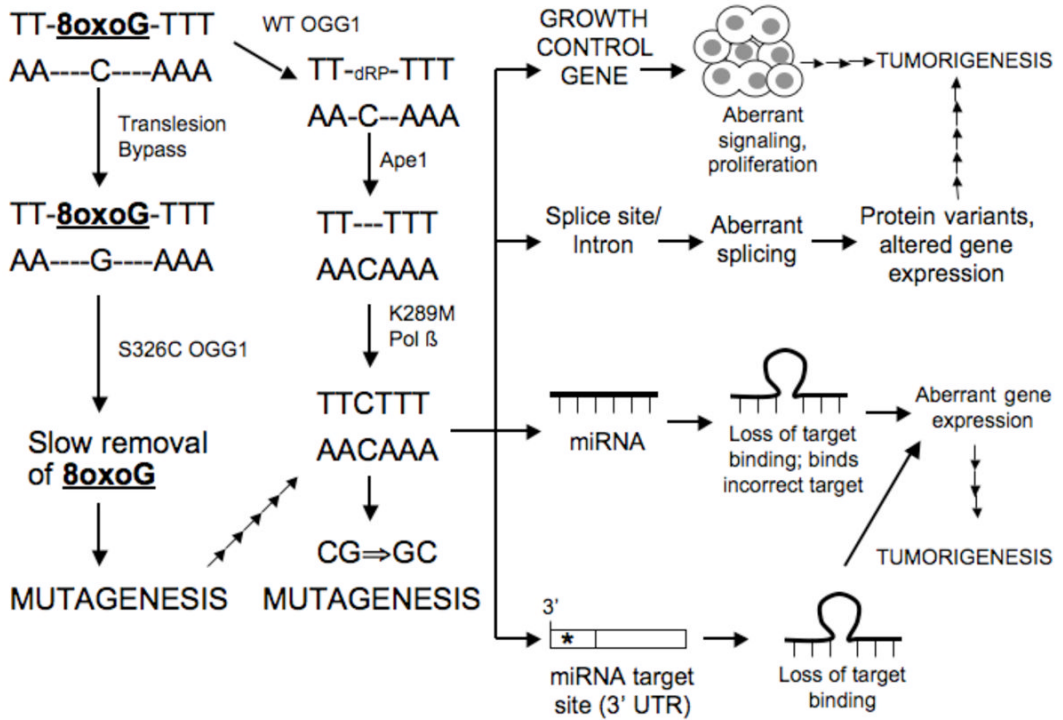 TT-8oxoG-TTT
AA----C----AAA
Translesion
Bypass
TT-8oxoG-TTT
AA----G----AAA
S326C OGG1
Slow removal
of 8oxoG
MUTAGENESIS
WT OGG1
TT-dRP-TTT
AA-C--AAA
Ape1
TT---TTT
AACAAA
K289M
Pol ß
TTCTTT
AACAAA
CG⇒GC
MUTAGENESIS
GROWTH
CONTROL
GENE
Aberrant
signaling,
proliferation
TUMORIGENESIS
Splice site/
Intron
Aberrant
splicing
Protein variants,
altered gene
expression
miRNA
Loss of target
binding; binds
incorrect target
Aberrant gene
expression
TUMORIGENESIS
3'
*
miRNA target
site (3' UTR)
Loss of target
binding